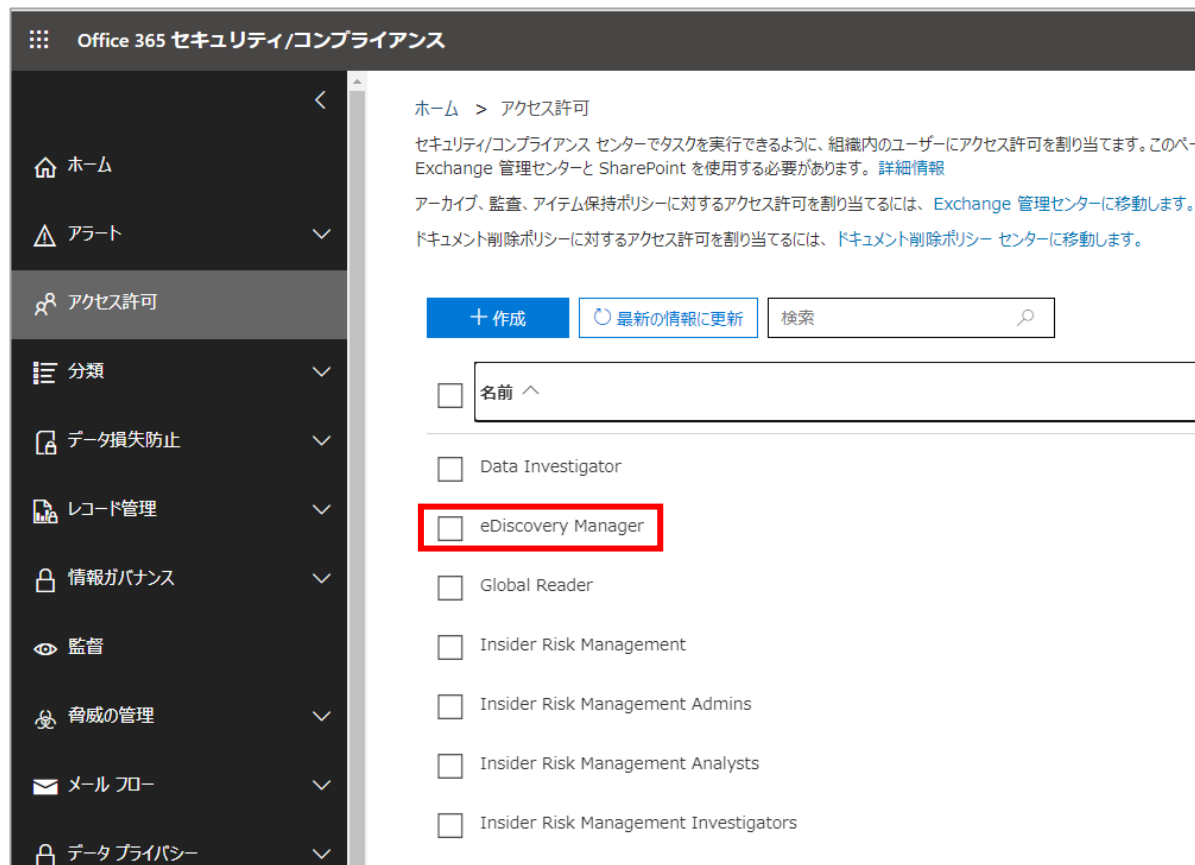 Office 365 セキュリティ/コンプライアンス
ホーム
アラート
アクセス許可
分類
データ損失防止
レコード管理
情報ガバナンス
監督
脅威の管理
メール フロー
データ プライバシー
ホーム > アクセス許可
セキュリティ/コンプライアンス センターでタスクを実行できるように、組織内のユーザーにアクセス許可を割り当てます。このペー
Exchange 管理センターと SharePoint を使用する必要があります。 詳細情報
アーカイブ、監査、アイテム保持ポリシーに対するアクセス許可を割り当てるには、 Exchange 管理センターに移動します。
ドキュメント削除ポリシーに対するアクセス許可を割り当てるには、 ドキュメント削除ポリシー センターに移動します。
+ 作成 最新の情報に更新 検索
名前
Data Investigator
eDiscovery Manager
Global Reader
Insider Risk Management
Insider Risk Management Admins
Insider Risk Management Analysts
Insider Risk Management Investigators